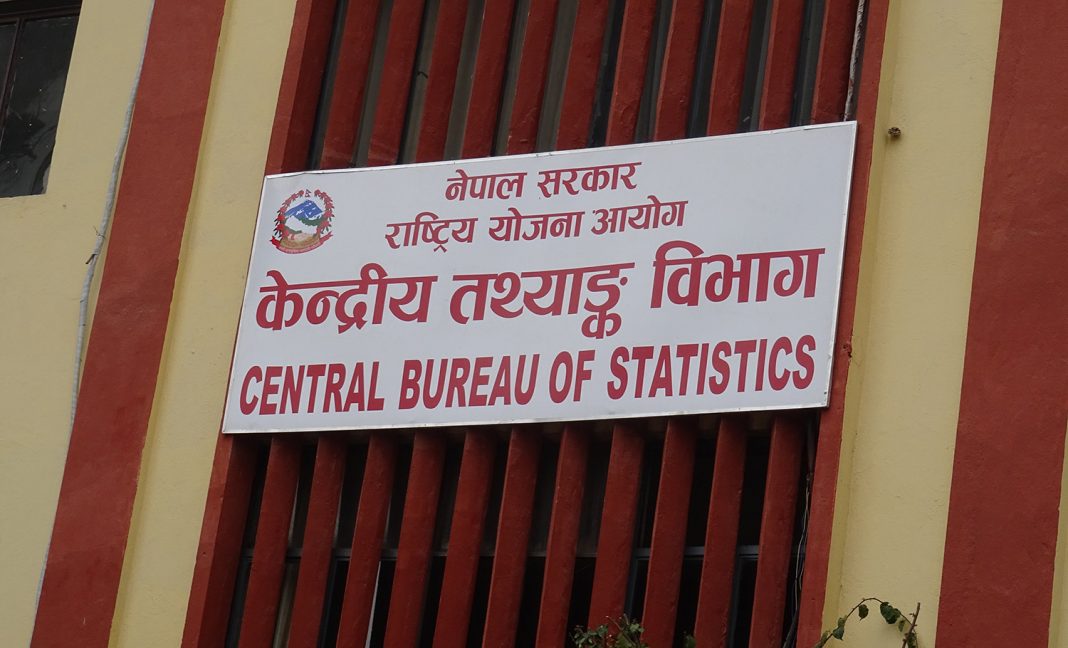 नेपाल सरकार
राष्ट्रिय योजना आयोग
केन्द्रीय तथ्याङ्क विभाग
CENTRAL BUREAU OF STATISTICS